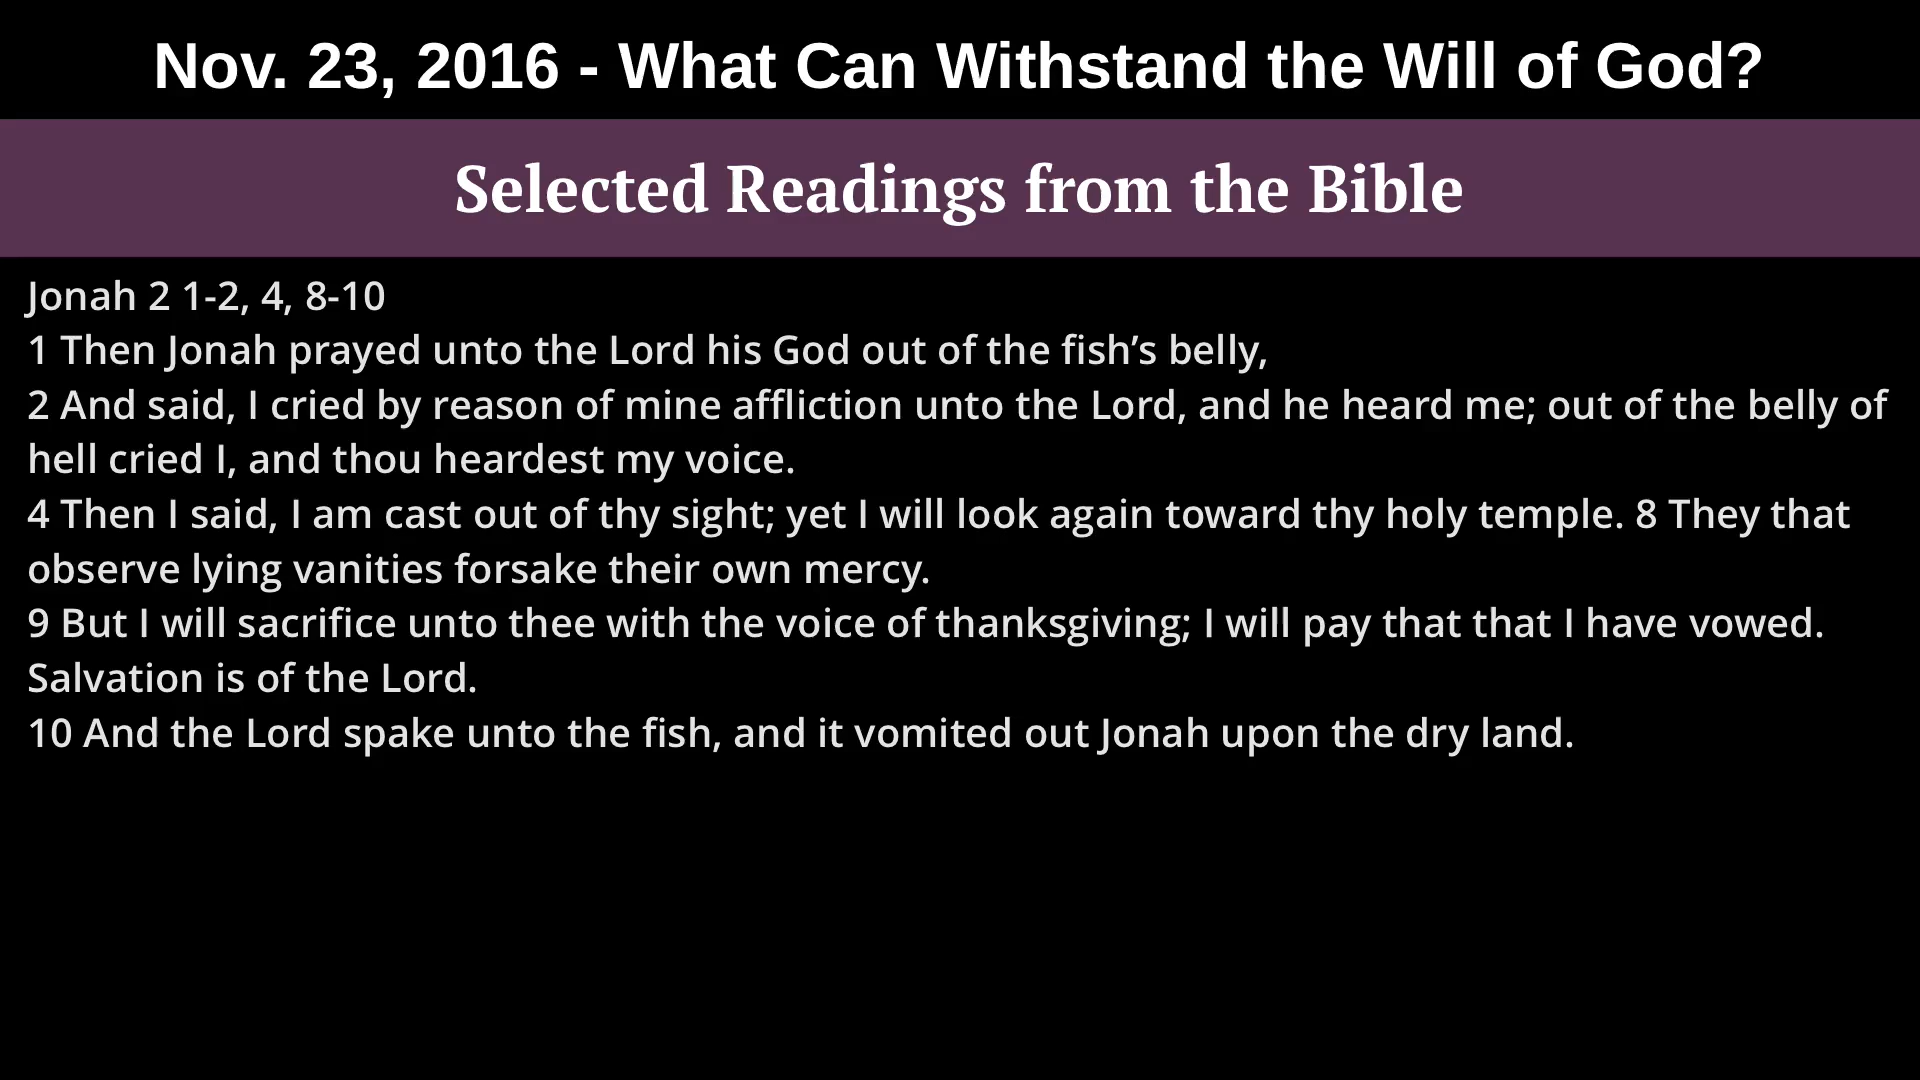 Nov. 23, 2016 - What Can Withstand the Will of God?
Selected Readings from the Bible
Jonah 2 1-2, 4, 8-10
1 Then Jonah prayed unto the Lord his God out of the fish’s belly,
2 And said, I cried by reason of mine affliction unto the Lord, and he heard me; out of the belly of
hell cried I, and thou heardest my voice.
4 Then I said, I am cast out of thy sight; yet I will look again toward thy holy temple. 8 They that
observe lying vanities forsake their own mercy.
9 But I will sacrifice unto thee with the voice of thanksgiving; I will pay that that I have vowed.
Salvation is of the Lord.
10 And the Lord spake unto the fish, and it vomited out Jonah upon the dry land.